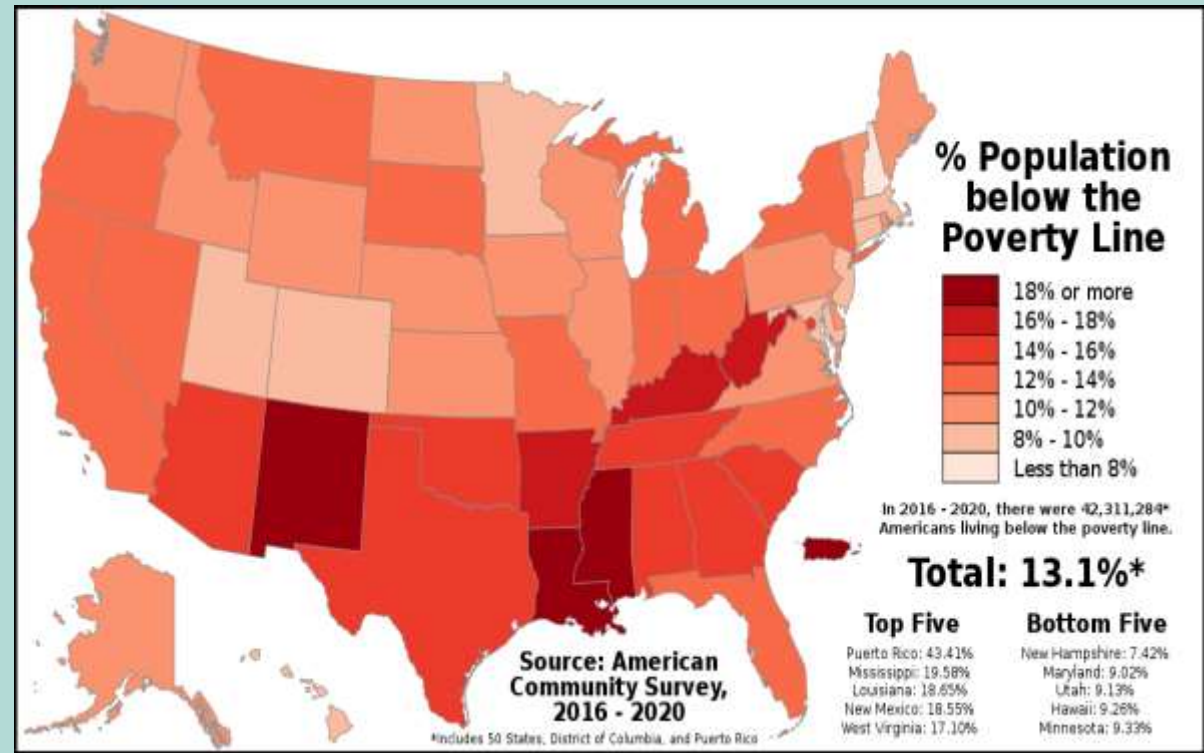 % Population
below the
Poverty Line
18% or more
16% - 18%
14% - 16%
12% - 14%
10% - 12%
8% - 10%
Less than 8%
In 2016 - 2020, there were 42,311,284*
Americans living below the poverty line.
Total: 13.1%*
Top Five
Puerto Rico: 43.41%
Mississippi: 19.58%
Louisiana: 18.65%
New Mexico: 18.55%
West Virginia: 17.10%
Bottom Five
New Hampshire: 7.42%
Maryland: 9.02%
Utah: 9.13%
Hawaii: 9.26%
Minnesota: 9.33%
Source: American
Community Survey,
2016 - 2020
*Includes 50 States, District of Columbia, and Puerto Rico